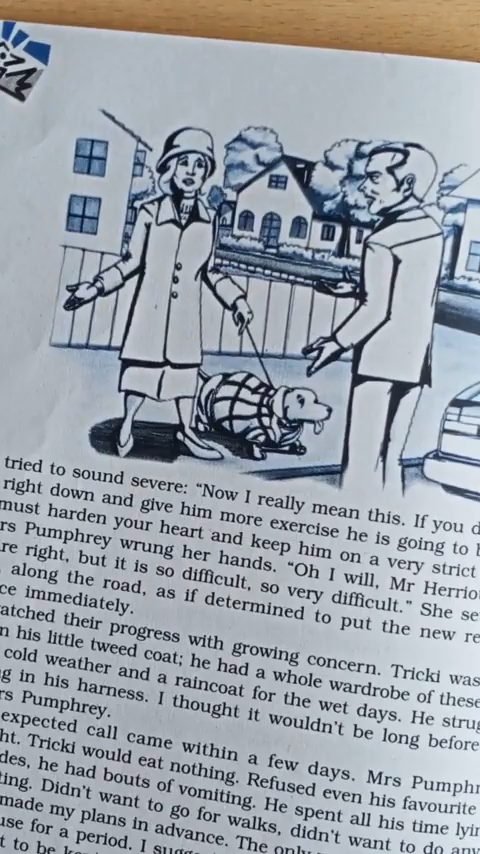 tried to sound severe: “Now I really mean this. If you
right down and give him more exercise he is going to
must harden your heart and keep him on a very strict
rs Pumphrey wrung her hands. “Oh I will, Mr Herrio
re right, but it is so difficult, so very difficult.” She se
along the road, as if determined to put the new re
ce immediately.
atched their progress with growing concern. Tricki was
n his little tweed coat; he had a whole wardrobe of these
cold weather and a raincoat for the wet days. He strug
g in his harness. I thought it wouldn’t be long before
rs Pumphrey.
expected call came within a few days. Mrs Pumphr
ht. Tricki would eat nothing. Refused even his favourite
des, he had bouts of vomiting. He spent all his time lyin
ting. Didn’t want to go for walks, didn’t want to do any
made my plans in advance. The only
use for a period. I sugge
t to be